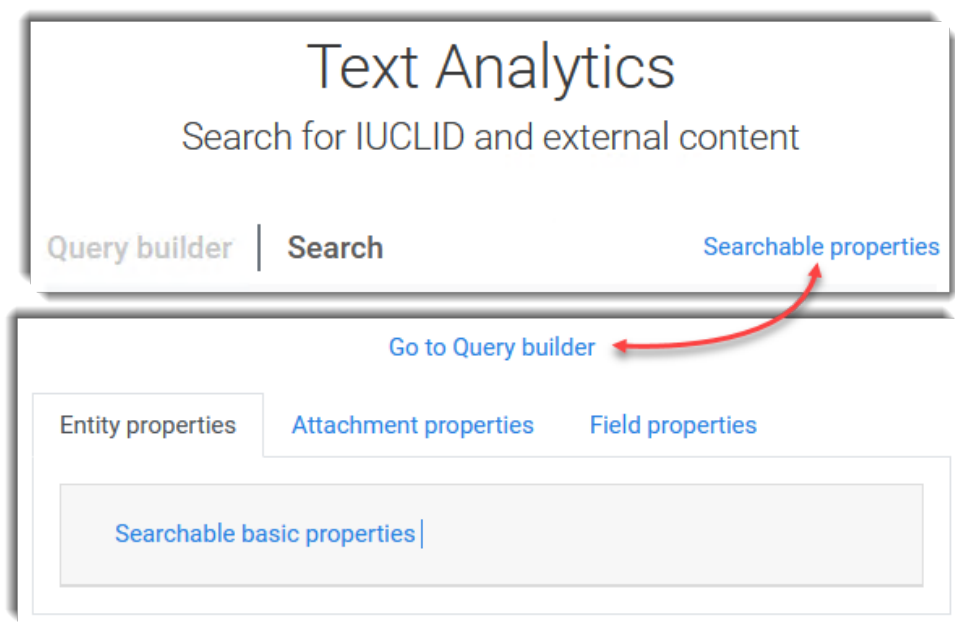 Text Analytics
Search for IUCLID and external content
Query builder | Search Searchable properties
Go to Query builder
Entity properties Attachment properties Field properties
Searchable basic properties